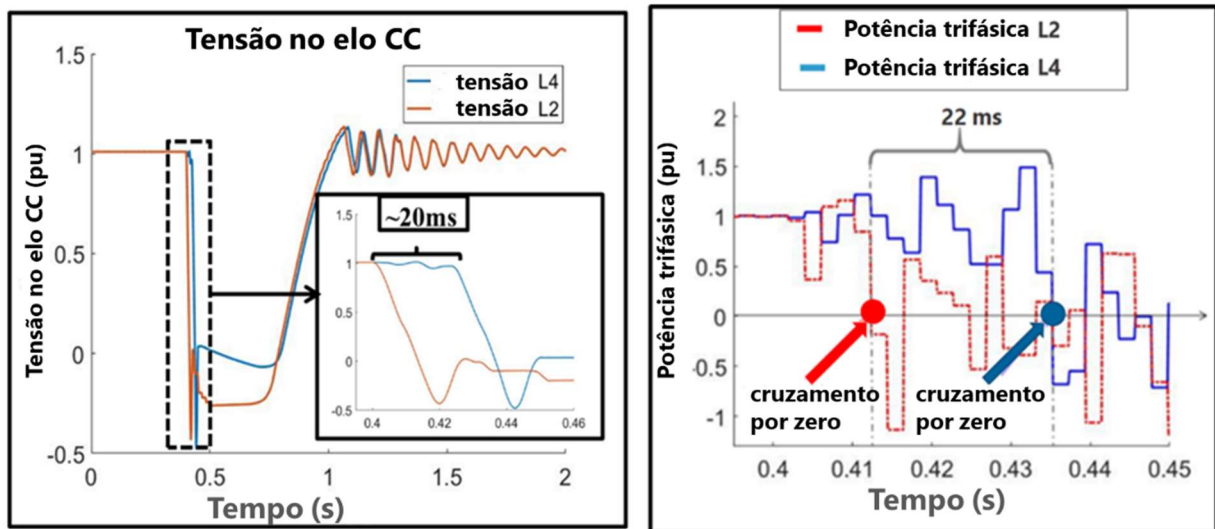 Tensão no elo CC
1.5
1
0.5
0
-0.5
Tensão no elo CC (pu)
tensão L4
tensão L2
~20ms
1.5
1.0
0.5
0
-0.5
0.4
0.42
0.44
0.46
0
0.5
1
1.5
2
Tempo (s)
Potência trifásica L2
Potência trifásica L4
22 ms
2
1.5
1
0.5
0
-0.5
-1
Potência trifásica (pu)
cruzamento
por zero
cruzamento
por zero
0.4
0.41
0.42
0.43
0.44
0.45
Tempo (s)